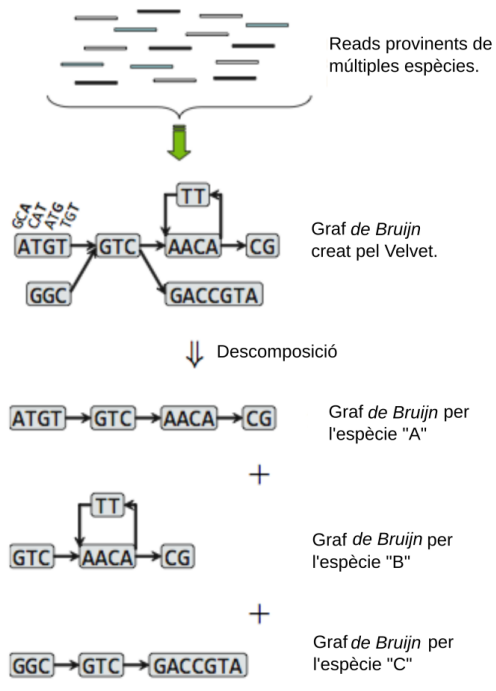 Reads provinents de
múltiples espècies.
GCA CAT ATG TGT
TT
ATGT GTC AACA CG
Graf de Bruijn
creat pel Velvet.
GGC GACCGTA
Descomposició
ATGT GTC AACA CG
Graf de Bruijn per
l'espècie "A"
+
TT
GTC AACA CG
Graf de Bruijn per
l'espècie "B"
+
GGC GTC GACCGTA
Graf de Bruijn per
l'espècie "C"